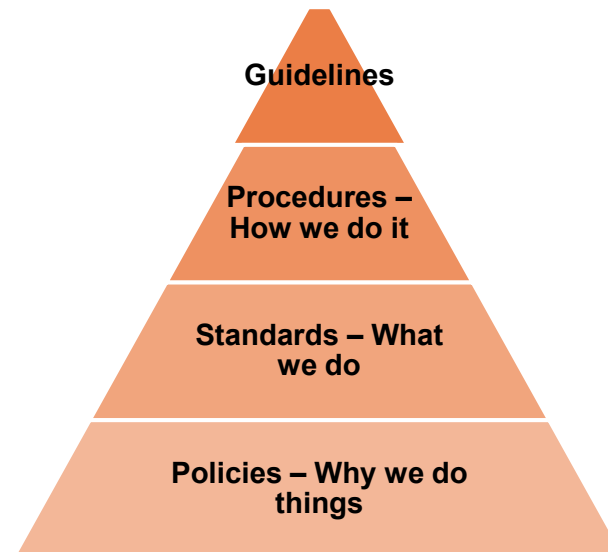 Guidelines
Procedures –
How we do it
Standards – What
we do
Policies – Why we do
things